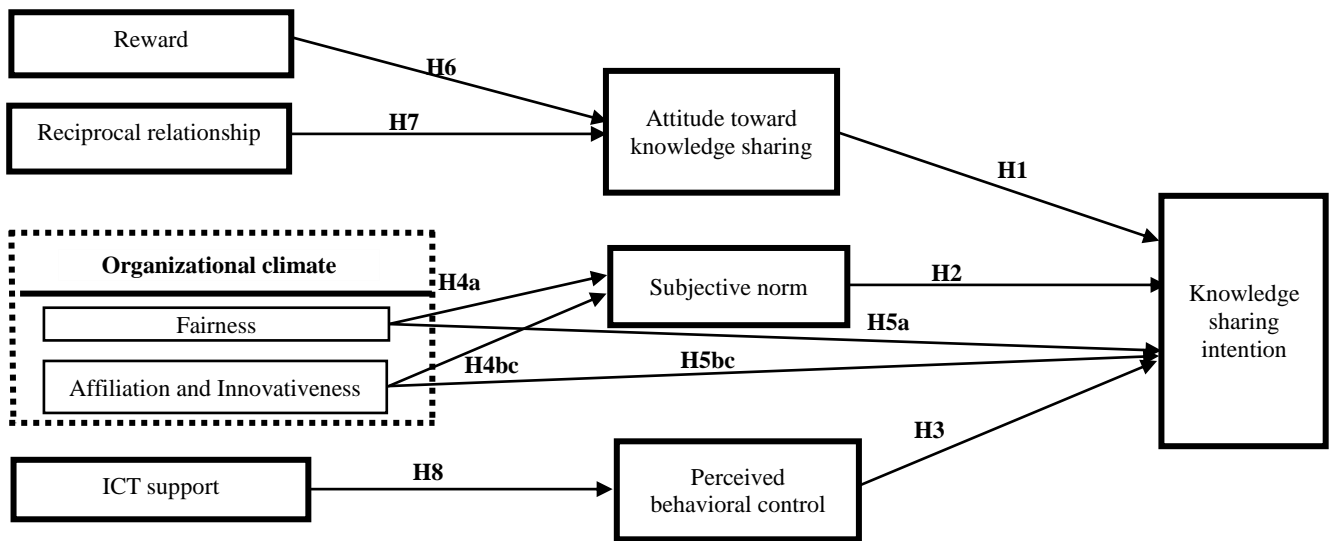 Reward
H6
Reciprocal relationship
H7
Attitude toward
knowledge sharing
H1
Organizational climate
Fairness
Affiliation and Innovativeness
H4a
H4bc
Subjective norm
H2
H5a
H5bc
Knowledge
sharing
intention
ICT support
H8
Perceived
behavioral control
H3